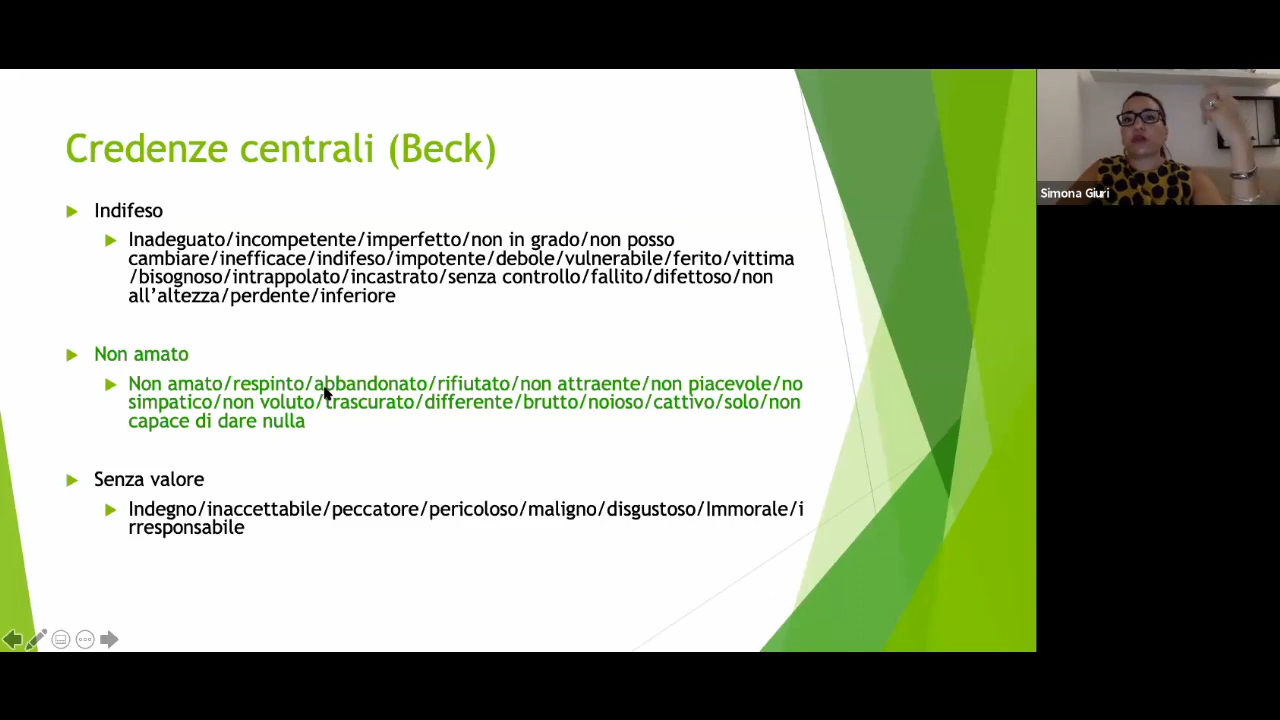 Credenze centrali (Beck)
Indifeso
Inadeguato/incompetente/imperfetto/non in grado/non posso
cambiare/inefficace/indifeso/impotente/debole/vulnerabile/ferito/vittima
/bisognoso/intrappolato/incastrato/senza controllo/fallito/difettoso/non
all’altezza/perdente/inferiore
Non amato
Non amato/respinto/abbandonato/rifiutato/non attraente/non piacevole/no
simpatico/non voluto/trascurato/differente/brutto/noioso/cattivo/solo/non
capace di dare nulla
Senza valore
Indegno/inaccettabile/peccatore/pericoloso/maligno/disgustoso/Immorale/i
rresponsabile
Simona Giuri